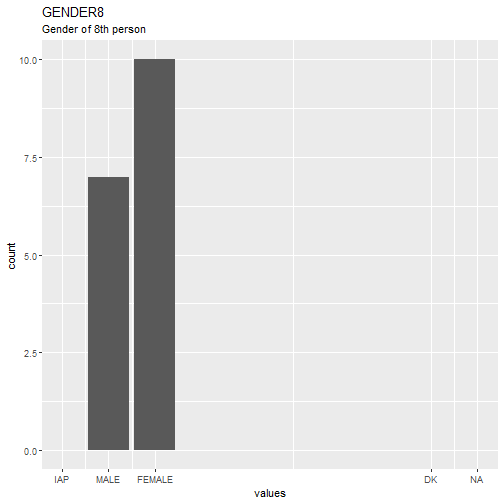 GENDER8
Gender of 8th person
10.0
7.5
5.0
2.5
0.0
count
IAP MALE FEMALE DK NA
values